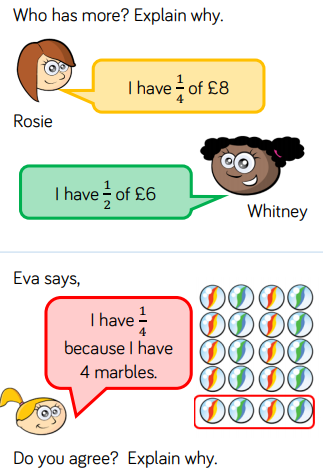 Who has more? Explain why.
I have 1/4 of £8
Rosie
I have 1/2 of £6
Whitney
Eva says,
I have 1/4
because I have
4 marbles.
Do you agree?  Explain why.